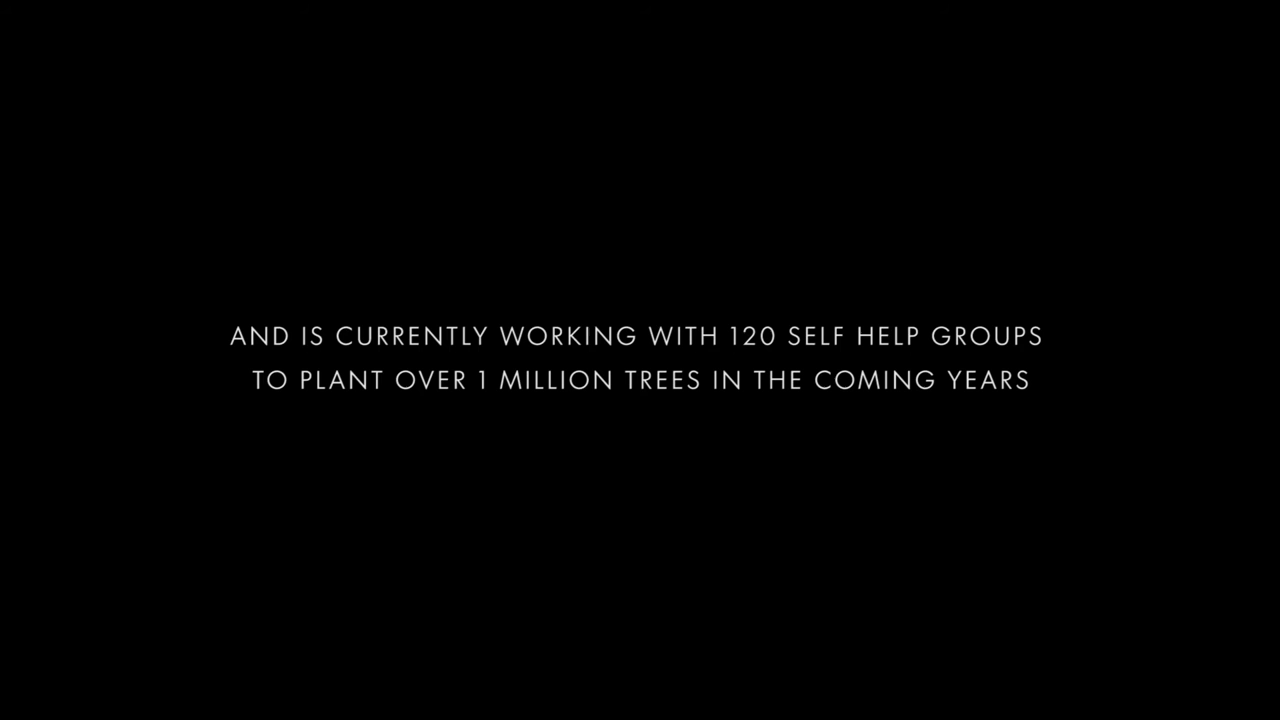 AND IS CURRENTLY WORKING WITH 120 SELF HELP GROUPS
TO PLANT OVER 1 MILLION TREES IN THE COMING YEARS